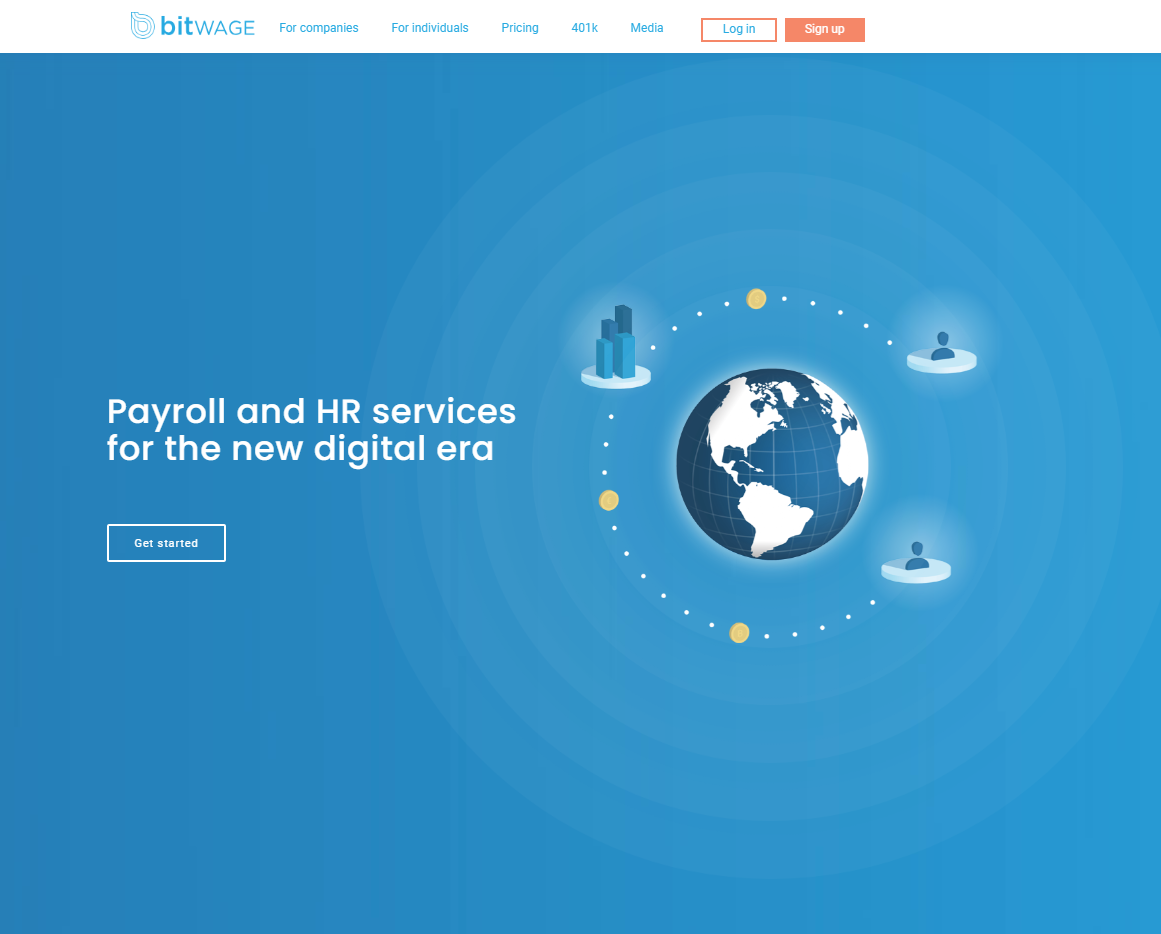 bitWAGE
For companies
For individuals
Pricing
401k
Media
Log in
Sign up
Payroll and HR services
for the new digital era
Get started